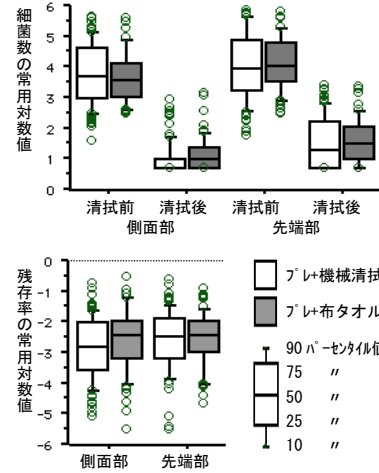 細菌数の常用対数値
6
5
4
3
2
1
0
清拭前 清拭後 清拭前 清拭後
側面部 先端部
残存率の常用対数値
0
-1
-2
-3
-4
-5
-6
側面部 先端部
プレ+機械清拭
プレ+布タオル
90 パーセンタイル値
75 〃
50 〃
25 〃
10 〃